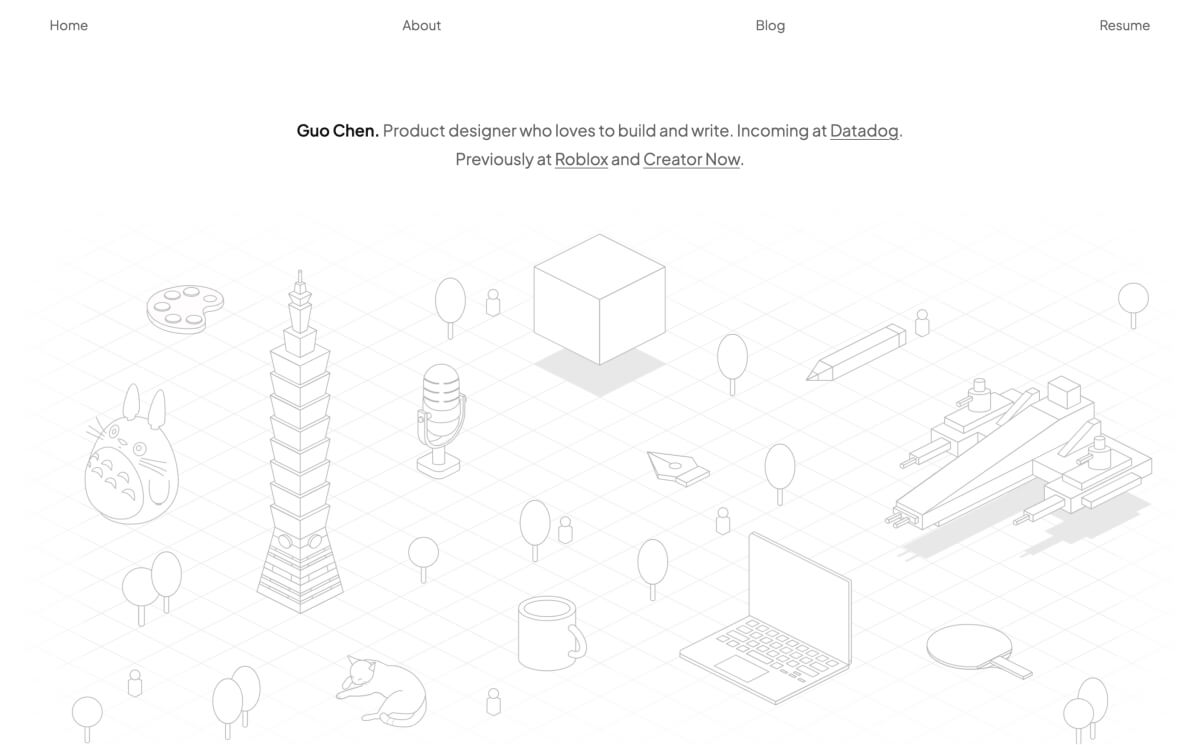 Home
About
Blog
Resume
Guo Chen. Product designer who loves to build and write. Incoming at Datadog.
Previously at Roblox and Creator Now.